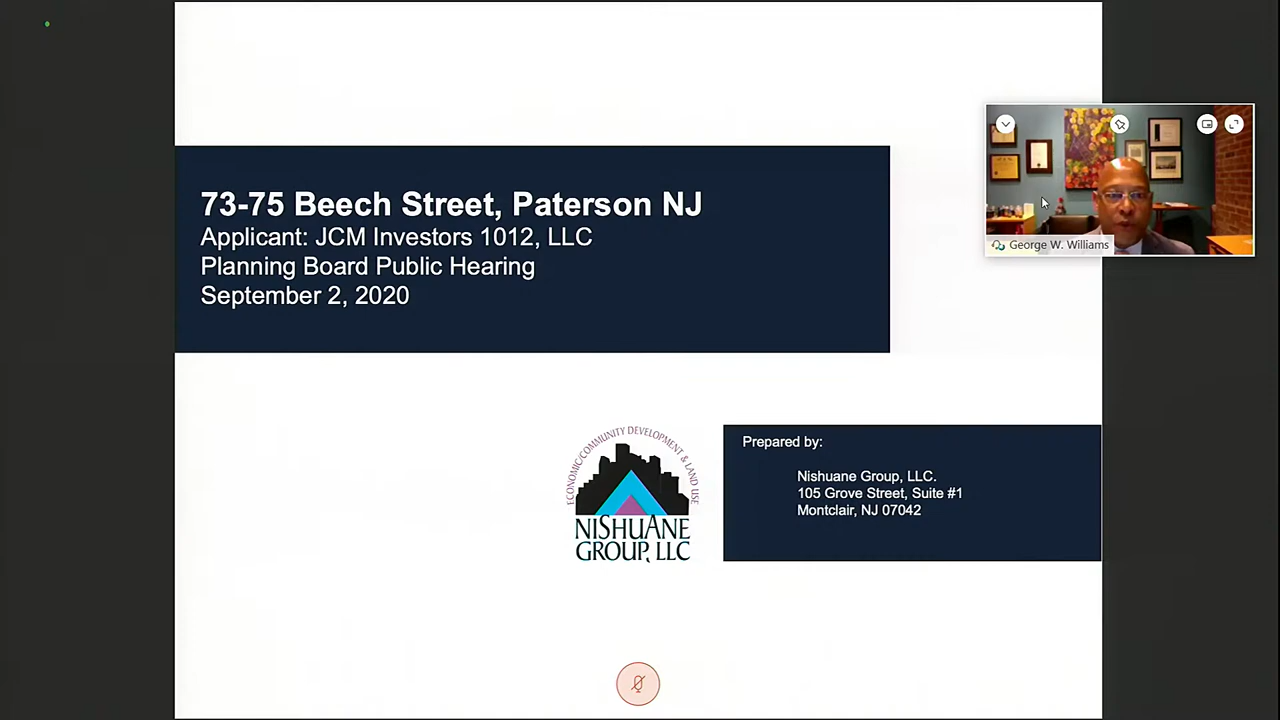 73-75 Beech Street, Paterson NJ
Applicant: JCM Investors 1012, LLC
Planning Board Public Hearing
September 2, 2020
George W. Williams
ECONOMIC/COMMUNITY DEVELOPMENT & LAND USE
NISHUANE
GROUP, LLC
Prepared by:
Nishuane Group, LLC.
105 Grove Street, Suite #1
Montclair, NJ 07042